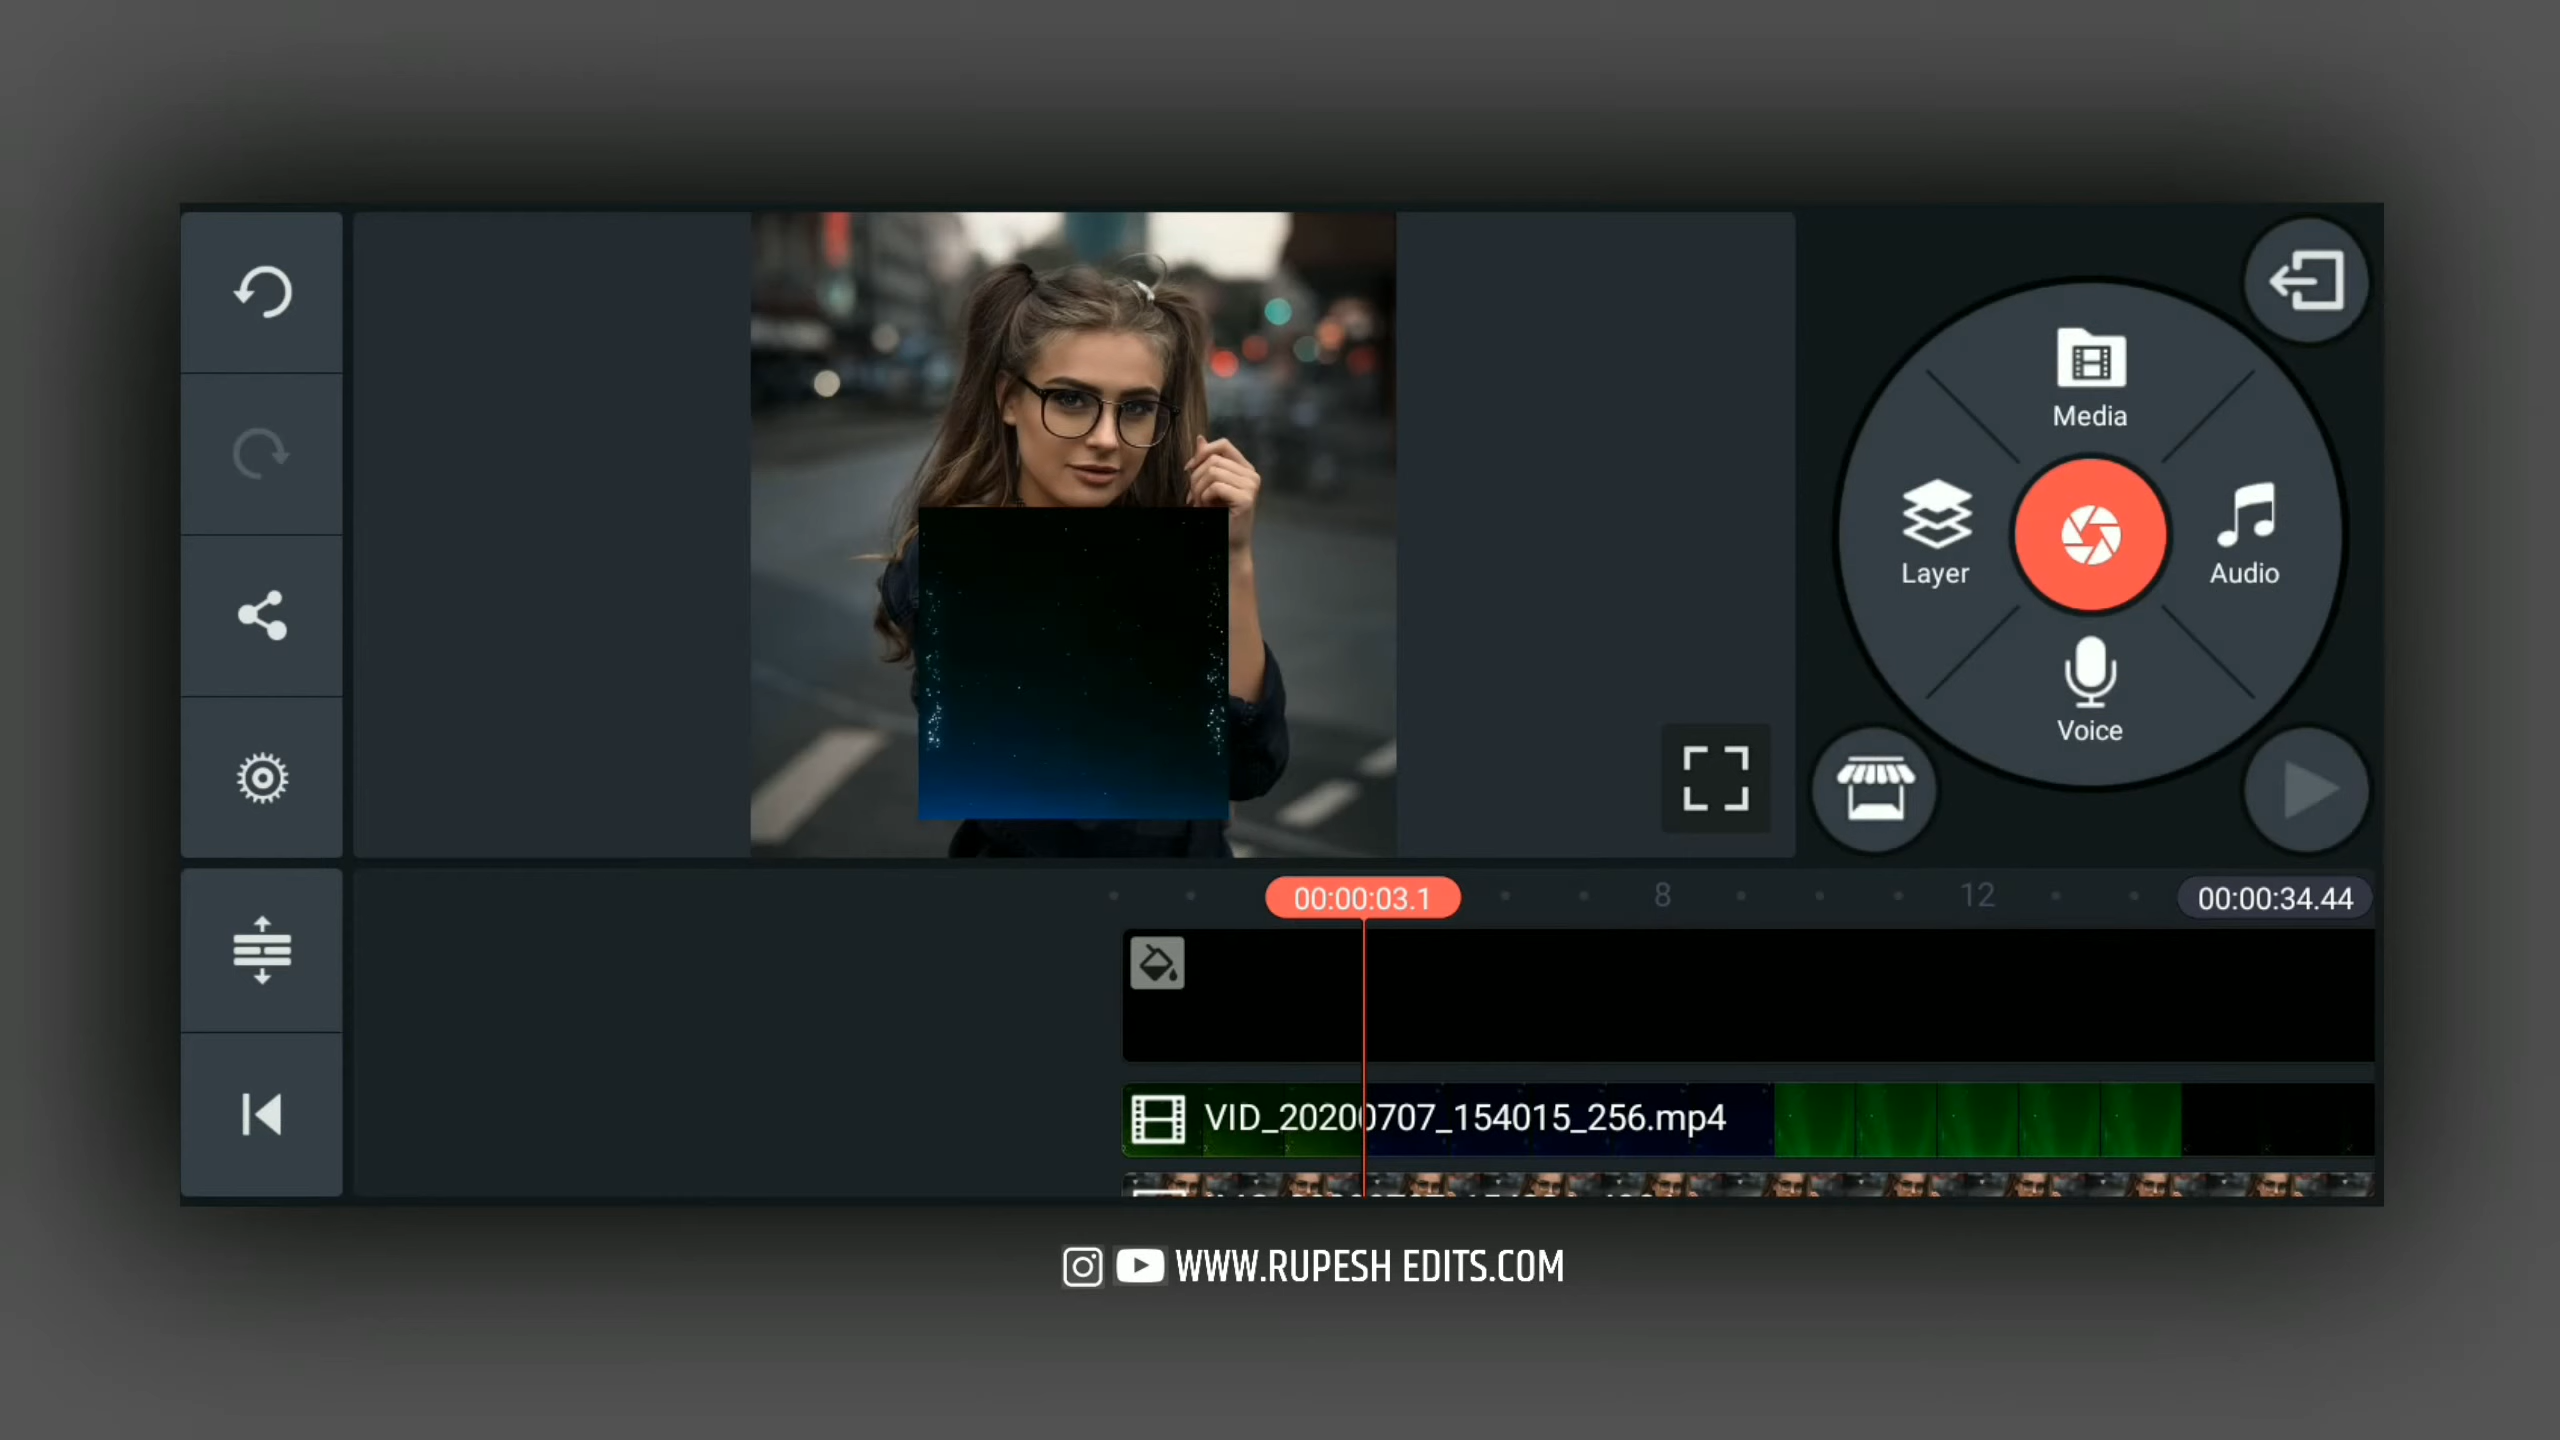 Media
Layer
Audio
Voice
00:00:03.1
8
12
00:00:34.44
VID_20200707_154015_256.mp4
WWW.RUPESH EDITS.COM